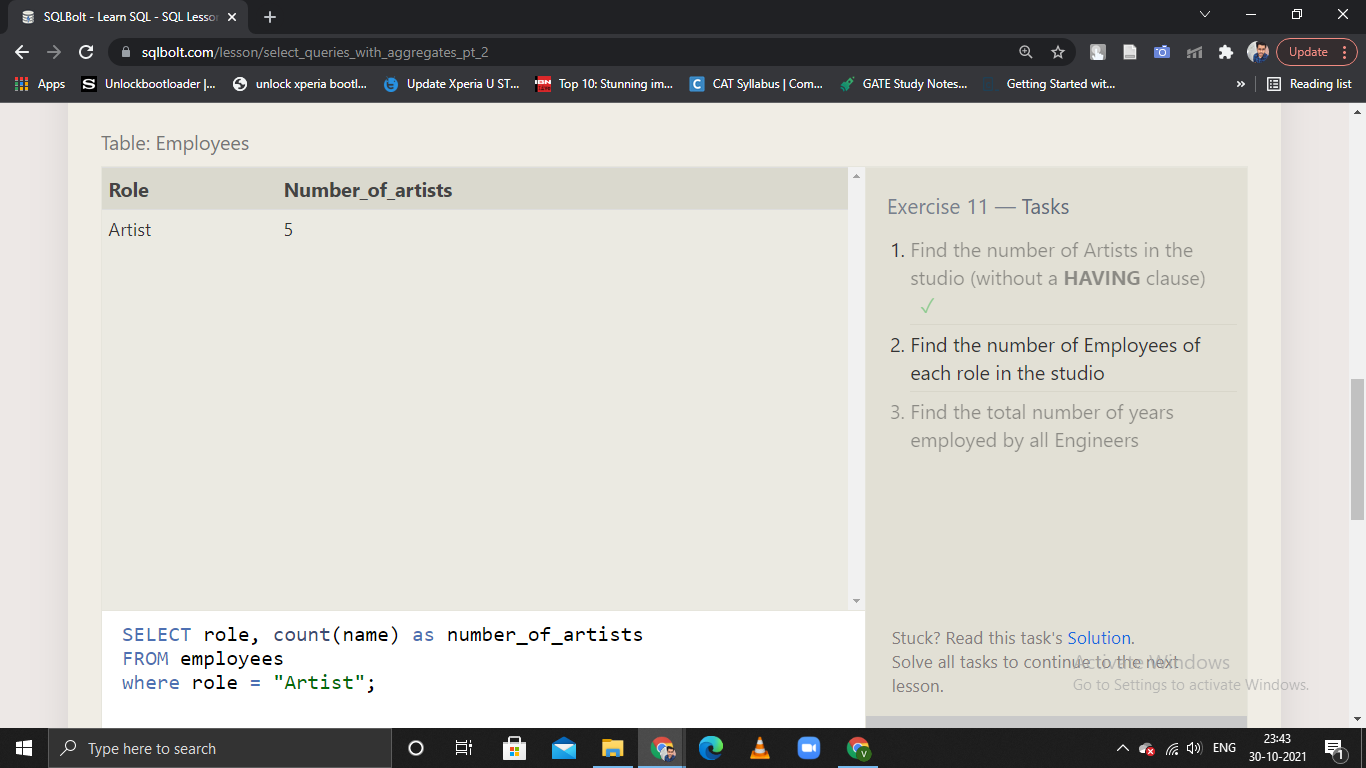 SQLBolt - Learn SQL - SQL Lesson
sqlbolt.com/lesson/select_queries_with_aggregates_pt_2
Update
Apps
Unlockbootloader |...
unlock xperia bootl...
Update Xperia U ST...
Top 10: Stunning im...
CAT Syllabus | Com...
GATE Study Notes...
Getting Started wit...
»
Reading list
Table: Employees
Role Number_of_artists
Artist 5
Exercise 11 — Tasks
1. Find the number of Artists in the
studio (without a HAVING clause)
✓
2. Find the number of Employees of
each role in the studio
3. Find the total number of years
employed by all Engineers
SELECT role, count(name) as number_of_artists
FROM employees
where role = "Artist";
Stuck? Read this task's Solution.
Solve all tasks to continue to the next
lesson.
Activate Windows
Go to Settings to activate Windows.
Type here to search
ENG
23:43
30-10-2021
1